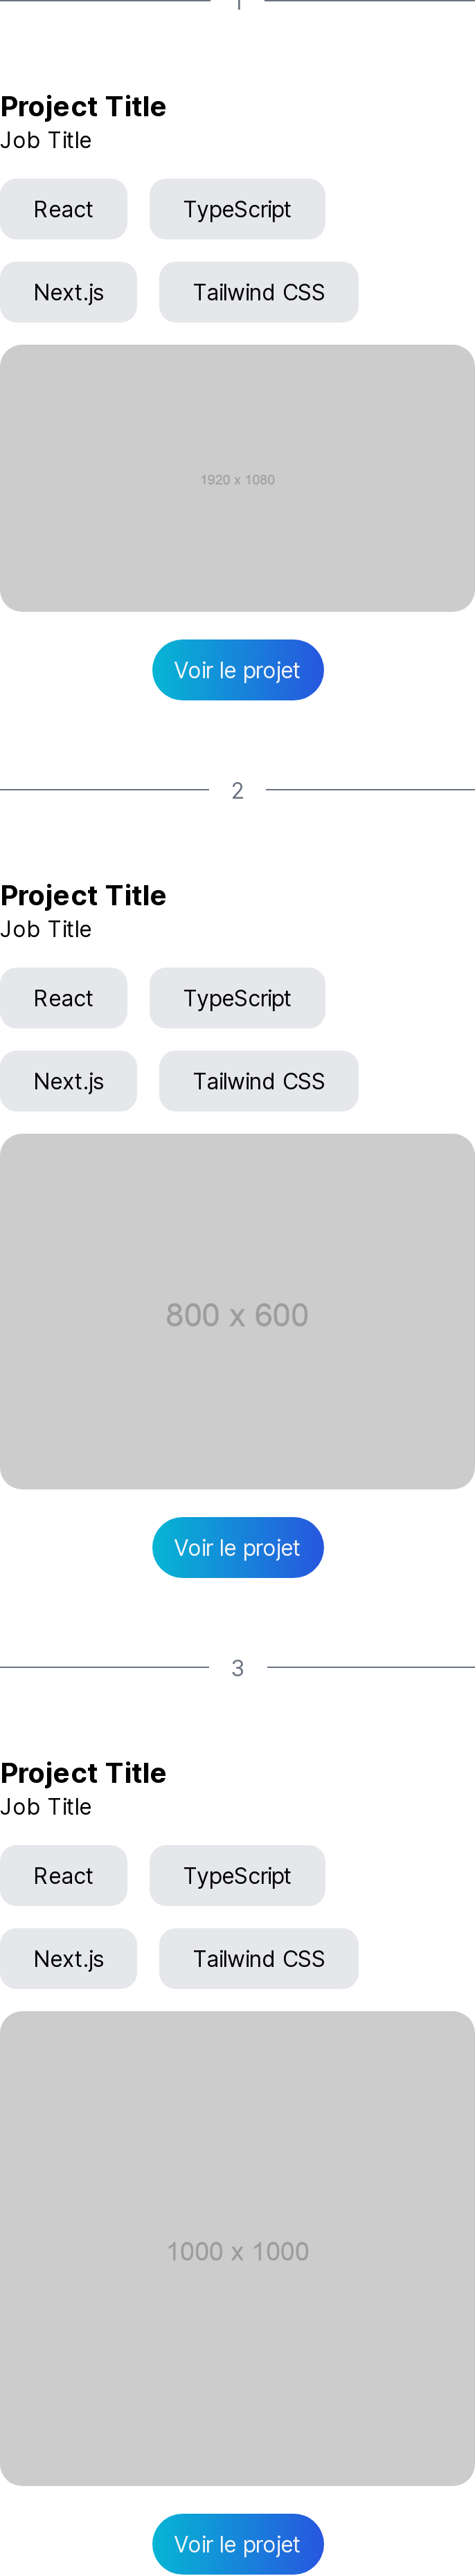 1
Project Title
Job Title
React TypeScript
Next.js Tailwind CSS
1920 x 1080
Voir le projet
2
Project Title
Job Title
React TypeScript
Next.js Tailwind CSS
800 x 600
Voir le projet
3
Project Title
Job Title
React TypeScript
Next.js Tailwind CSS
1000 x 1000
Voir le projet